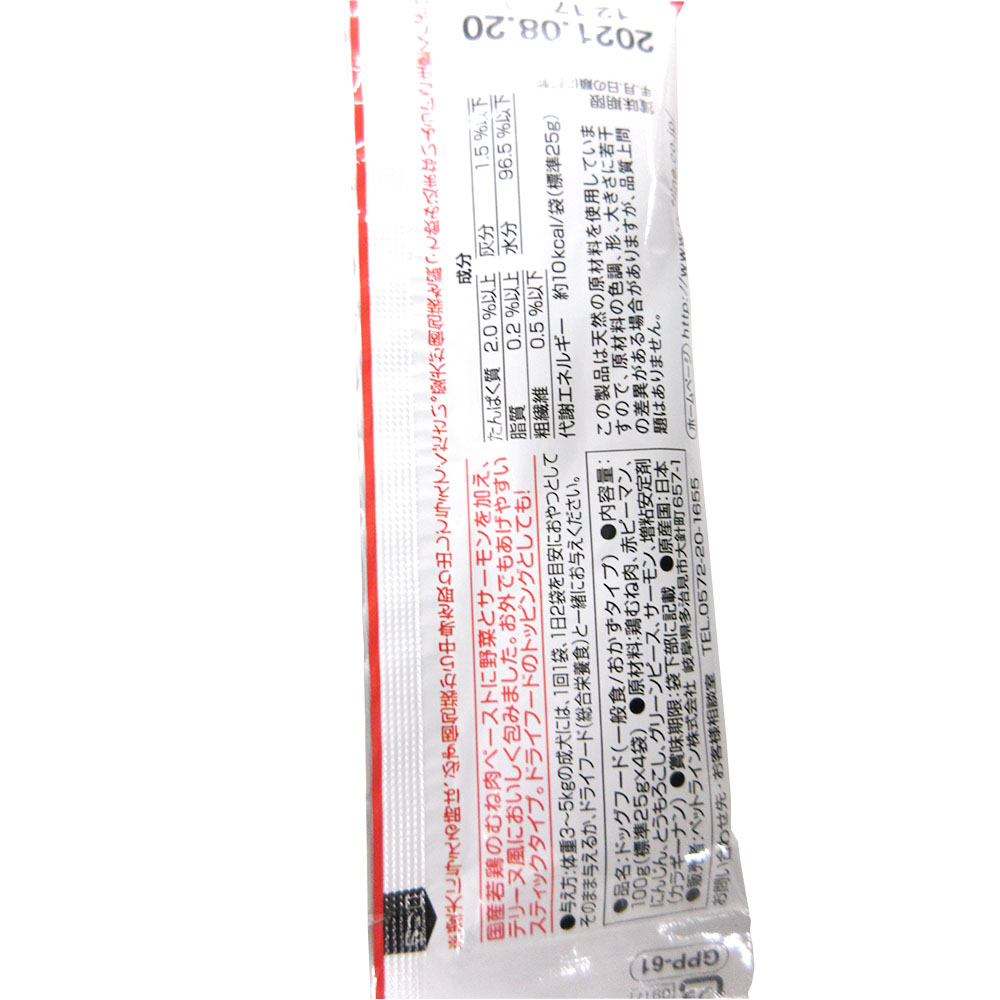 国産若鶏のむね肉ペーストに野菜とサーモンを加え、
テリーヌ風においしく包みました。お外でもあげやすい
スティックタイプ。ドライフードのトッピングとしても!
●与え方:体重3~5kgの成犬には、1回1袋、1日2袋を目安におやつとして
そのまま与えるか、ドライフード(総合栄養食)と一緒にお与えください。
●品名:ドッグフード(一般食/おかずタイプ) ●内容量:
100g(標準25g×4袋) ●原材料:鶏むね肉、赤ピーマン、
にんじん、とうもろこし、グリーンピース、サーモン、増粘安定剤
(カラギーナン) ●賞味期限:袋下部に記載 ●原産国:日本
●販売者:ペットライン株式会社 岐阜県多治見市大針町657-1
お問い合わせ先・お客様相談室 TEL.0572-20-1655
成分
たんぱく質 2.0%以上 灰分 1.5%以下
脂質 0.2%以上 水分 96.5%以下
粗繊維 0.5%以下
代謝エネルギー 約10kcal/袋(標準25g)
この製品は天然の原材料を使用していま
すので、原材料の色調、形、大きさに若干
の差異がある場合がありますが、品質上問
題はありません。
ホームページ http://www.
賞味期限
2021.08.20
12 17
GPP-61